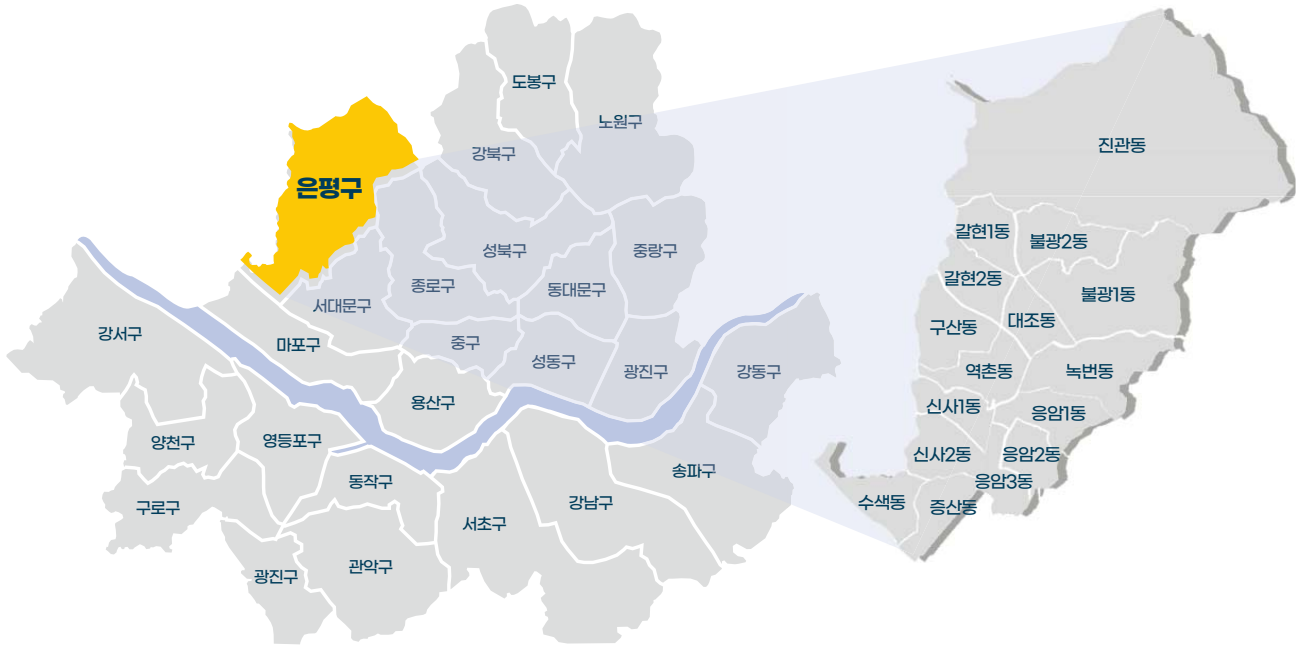 도봉구
노원구
강북구
은평구
성북구
중랑구
종로구
동대문구
서대문구
강서구
마포구
중구
성동구
광진구
강동구
용산구
양천구
영등포구
송파구
동작구
구로구
강남구
서초구
관악구
광진구
진관동
갈현1동
불광2동
갈현2동
불광1동
대조동
구산동
역촌동
녹번동
신사1동
응암1동
신사2동
응암2동
응암3동
수색동
증산동